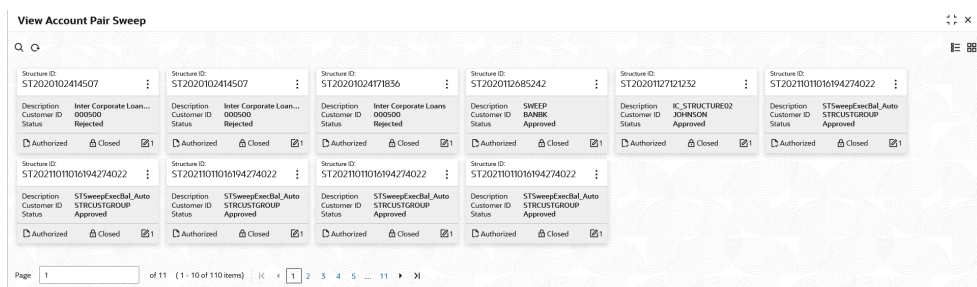 View Account Pair Sweep
Structure ID:
ST2020102414507
Description Inter Corporate Loan...
Customer ID 000500
Status Rejected
Authorized Closed 1
Structure ID:
ST2020102414507
Description Inter Corporate Loan...
Customer ID 000500
Status Rejected
Authorized Closed 1
Structure ID:
ST20201024171836
Description Inter Corporate Loans
Customer ID 000500
Status Rejected
Authorized Closed 1
Structure ID:
ST2020112685242
Description SWEEP
Customer ID BANBK
Status Approved
Authorized Closed 1
Structure ID:
ST20201127121232
Description IC_STRUCTURE02
Customer ID JOHNSON
Status Approved
Authorized Closed 1
Structure ID:
ST20211011016194274022
Description STSweepExecBal_Auto
Customer ID STRCUSTGROUP
Status Approved
Authorized Closed 1
Structure ID:
ST20211011016194274022
Description STSweepExecBal_Auto
Customer ID STRCUSTGROUP
Status Approved
Authorized Closed 1
Structure ID:
ST20211011016194274022
Description STSweepExecBal_Auto
Customer ID STRCUSTGROUP
Status Approved
Authorized Closed 1
Structure ID:
ST20211011016194274022
Description STSweepExecBal_Auto
Customer ID STRCUSTGROUP
Status Approved
Authorized Closed 1
Structure ID:
ST20211011016194274022
Description STSweepExecBal_Auto
Customer ID STRCUSTGROUP
Status Approved
Authorized Closed 1
Page 1 of 11 (1 - 10 of 110 items) 1 2 3 4 5 .... 11